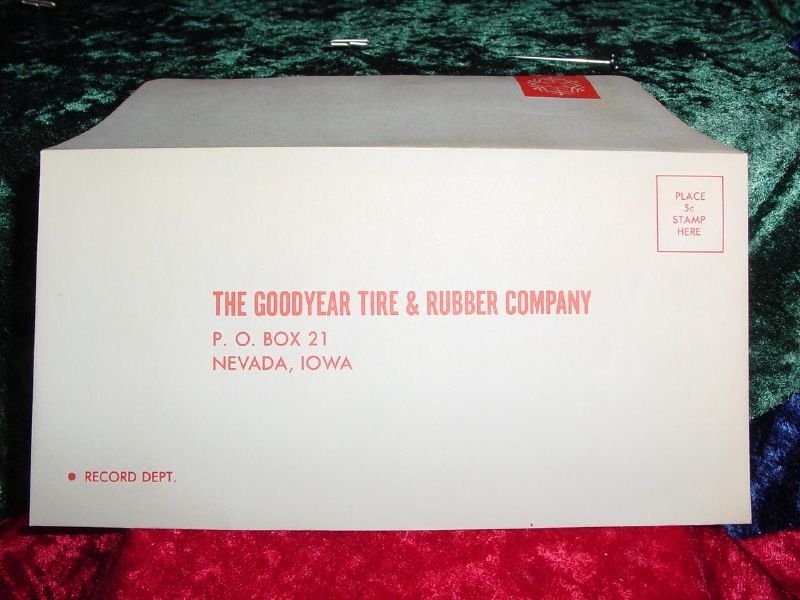 PLACE
5c
STAMP
HERE
THE GOODYEAR TIRE & RUBBER COMPANY
P. O. BOX 21
NEVADA, IOWA
• RECORD DEPT.